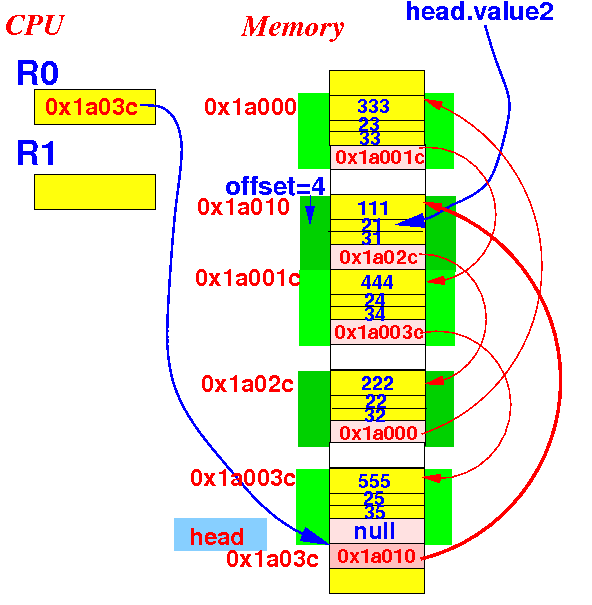 CPU
Memory
head.value2
R0
0x1a03c
R1
0x1a000
333
23
33
0x1a001c
offset=4
0x1a010
111
21
31
0x1a02c
0x1a001c
444
24
34
0x1a003c
0x1a02c
222
22
32
0x1a000
0x1a003c
555
25
35
null
head
0x1a03c
0x1a010